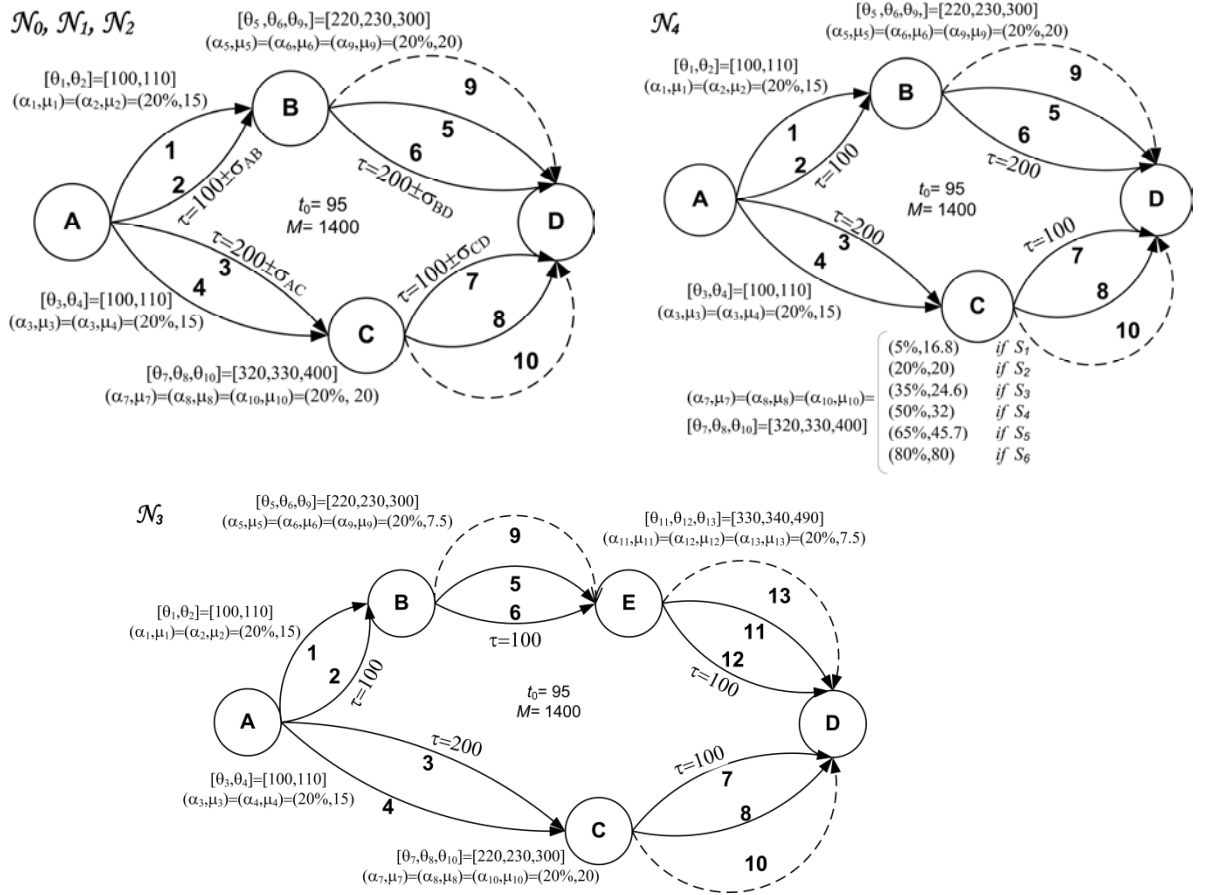 𝒩₀, 𝒩₁, 𝒩₂
[θ₅ ,θ₆, θ₉,]=[220,230,300]
(α₅,μ₅)=(α₆,μ₆)=(α₉,μ₉)=(20%,20)
[θ₁,θ₂]=[100,110]
(α₁,μ₁)=(α₂,μ₂)=(20%,15)
B
9
1
5
2
6
τ=100±σ_AB
τ=200±σ_BD
A
t₀= 95
M= 1400
D
τ=200±σ_AC
τ=100±σ_CD
3
4
7
8
[θ₃,θ₄]=[100,110]
(α₃,μ₃)=(α₃,μ₄)=(20%,15)
C
10
[θ₇,θ₈,θ₁₀]=[320,330,400]
(α₇,μ₇)=(α₈,μ₈)=(α₁₀,μ₁₀)=(20%, 20)
𝒩₄
[θ₅ ,θ₆, θ₉,]=[220,230,300]
(α₅,μ₅)=(α₆,μ₆)=(α₉,μ₉)=(20%,20)
[θ₁,θ₂]=[100,110]
(α₁,μ₁)=(α₂,μ₂)=(20%,15)
B
9
1
5
2
6
τ=100
τ=200
A
t₀= 95
M= 1400
D
τ=200
τ=100
3
4
7
8
[θ₃,θ₄]=[100,110]
(α₃,μ₃)=(α₃,μ₄)=(20%,15)
C
10
(α₇,μ₇)=(α₈,μ₈)=(α₁₀,μ₁₀)=
[θ₇,θ₈,θ₁₀]=[320,330,400]
(5%,16.8) if S₁
(20%,20) if S₂
(35%,24.6) if S₃
(50%,32) if S₄
(65%,45.7) if S₅
(80%,80) if S₆
𝒩₃
[θ₅,θ₆,θ₉]=[220,230,300]
(α₅,μ₅)=(α₆,μ₆)=(α₉,μ₉)=(20%,7.5)
[θ₁₁,θ₁₂,θ₁₃]=[330,340,490]
(α₁₁,μ₁₁)=(α₁₂,μ₁₂)=(α₁₃,μ₁₃)=(20%,7.5)
9
13
B
5
E
6
11
τ=100
12
τ=100
[θ₁,θ₂]=[100,110]
(α₁,μ₁)=(α₂,μ₂)=(20%,15)
1
2
τ=100
A
t₀= 95
M= 1400
D
τ=200
3
τ=100
7
4
8
[θ₃,θ₄]=[100,110]
(α₃,μ₃)=(α₄,μ₄)=(20%,15)
C
10
[θ₇,θ₈,θ₁₀]=[220,230,300]
(α₇,μ₇)=(α₈,μ₈)=(α₁₀,μ₁₀)=(20%,20)